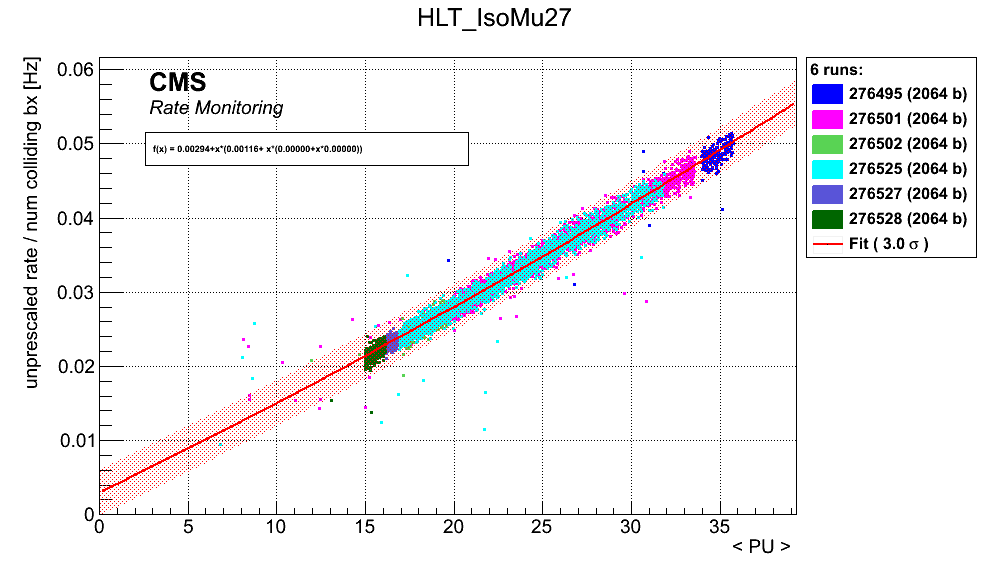 HLT_IsoMu27
unprescaled rate / num colliding bx [Hz]
0.06
0.05
0.04
0.03
0.02
0.01
0
CMS
Rate Monitoring
f(x) = 0.00294+x*(0.00116+ x*(0.00000+x*0.00000))
0 5 10 15 20 25 30 35
< PU >
6 runs:
276495 (2064 b)
276501 (2064 b)
276502 (2064 b)
276525 (2064 b)
276527 (2064 b)
276528 (2064 b)
Fit ( 3.0 σ )